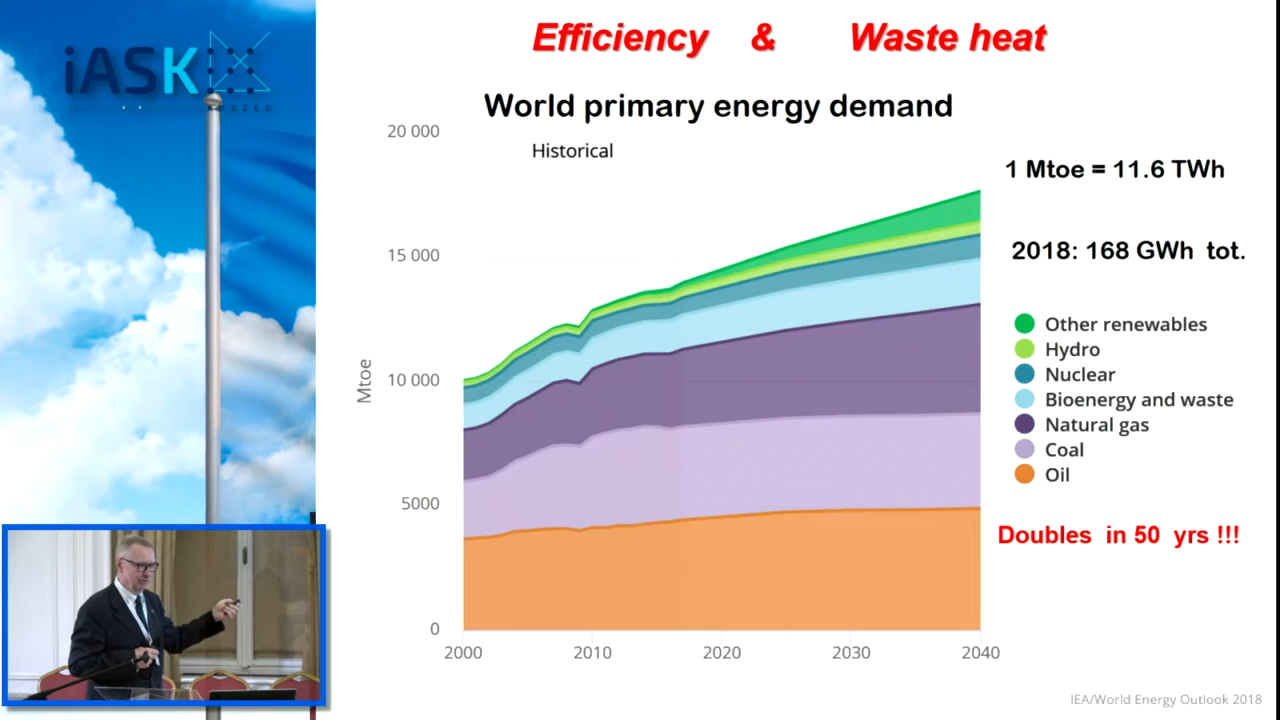 iASK
KOSZEG
Efficiency & Waste heat
World primary energy demand
20 000
Historical
1 Mtoe = 11.6 TWh
15 000
2018: 168 GWh tot.
Other renewables
Hydro
Nuclear
Bioenergy and waste
Natural gas
Coal
Oil
Mtoe
10 000
5000
Doubles in 50 yrs !!!
0
2000 2010 2020 2030 2040
IEA/World Energy Outlook 2018